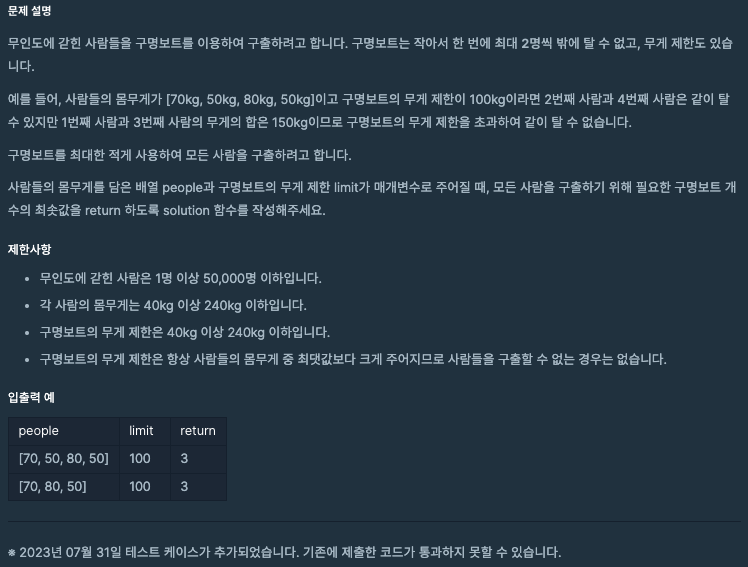 문제 설명
무인도에 갇힌 사람들을 구명보트를 이용하여 구출하려고 합니다. 구명보트는 작아서 한 번에 최대 2명씩 밖에 탈 수 없고, 무게 제한도 있습
니다.
예를 들어, 사람들의 몸무게가 [70kg, 50kg, 80kg, 50kg]이고 구명보트의 무게 제한이 100kg이라면 2번째 사람과 4번째 사람은 같이 탈
수 있지만 1번째 사람과 3번째 사람의 무게의 합은 150kg이므로 구명보트의 무게 제한을 초과하여 같이 탈 수 없습니다.
구명보트를 최대한 적게 사용하여 모든 사람을 구출하려고 합니다.
사람들의 몸무게를 담은 배열 people과 구명보트의 무게 제한 limit가 매개변수로 주어질 때, 모든 사람을 구출하기 위해 필요한 구명보트 개
수의 최솟값을 return 하도록 solution 함수를 작성해주세요.
제한사항
• 무인도에 갇힌 사람은 1명 이상 50,000명 이하입니다.
• 각 사람의 몸무게는 40kg 이상 240kg 이하입니다.
• 구명보트의 무게 제한은 40kg 이상 240kg 이하입니다.
• 구명보트의 무게 제한은 항상 사람들의 몸무게 중 최댓값보다 크게 주어지므로 사람들을 구출할 수 없는 경우는 없습니다.
입출력 예
people limit return
[70, 50, 80, 50] 100 3
[70, 80, 50] 100 3
※ 2023년 07월 31일 테스트 케이스가 추가되었습니다. 기존에 제출한 코드가 통과하지 못할 수 있습니다.